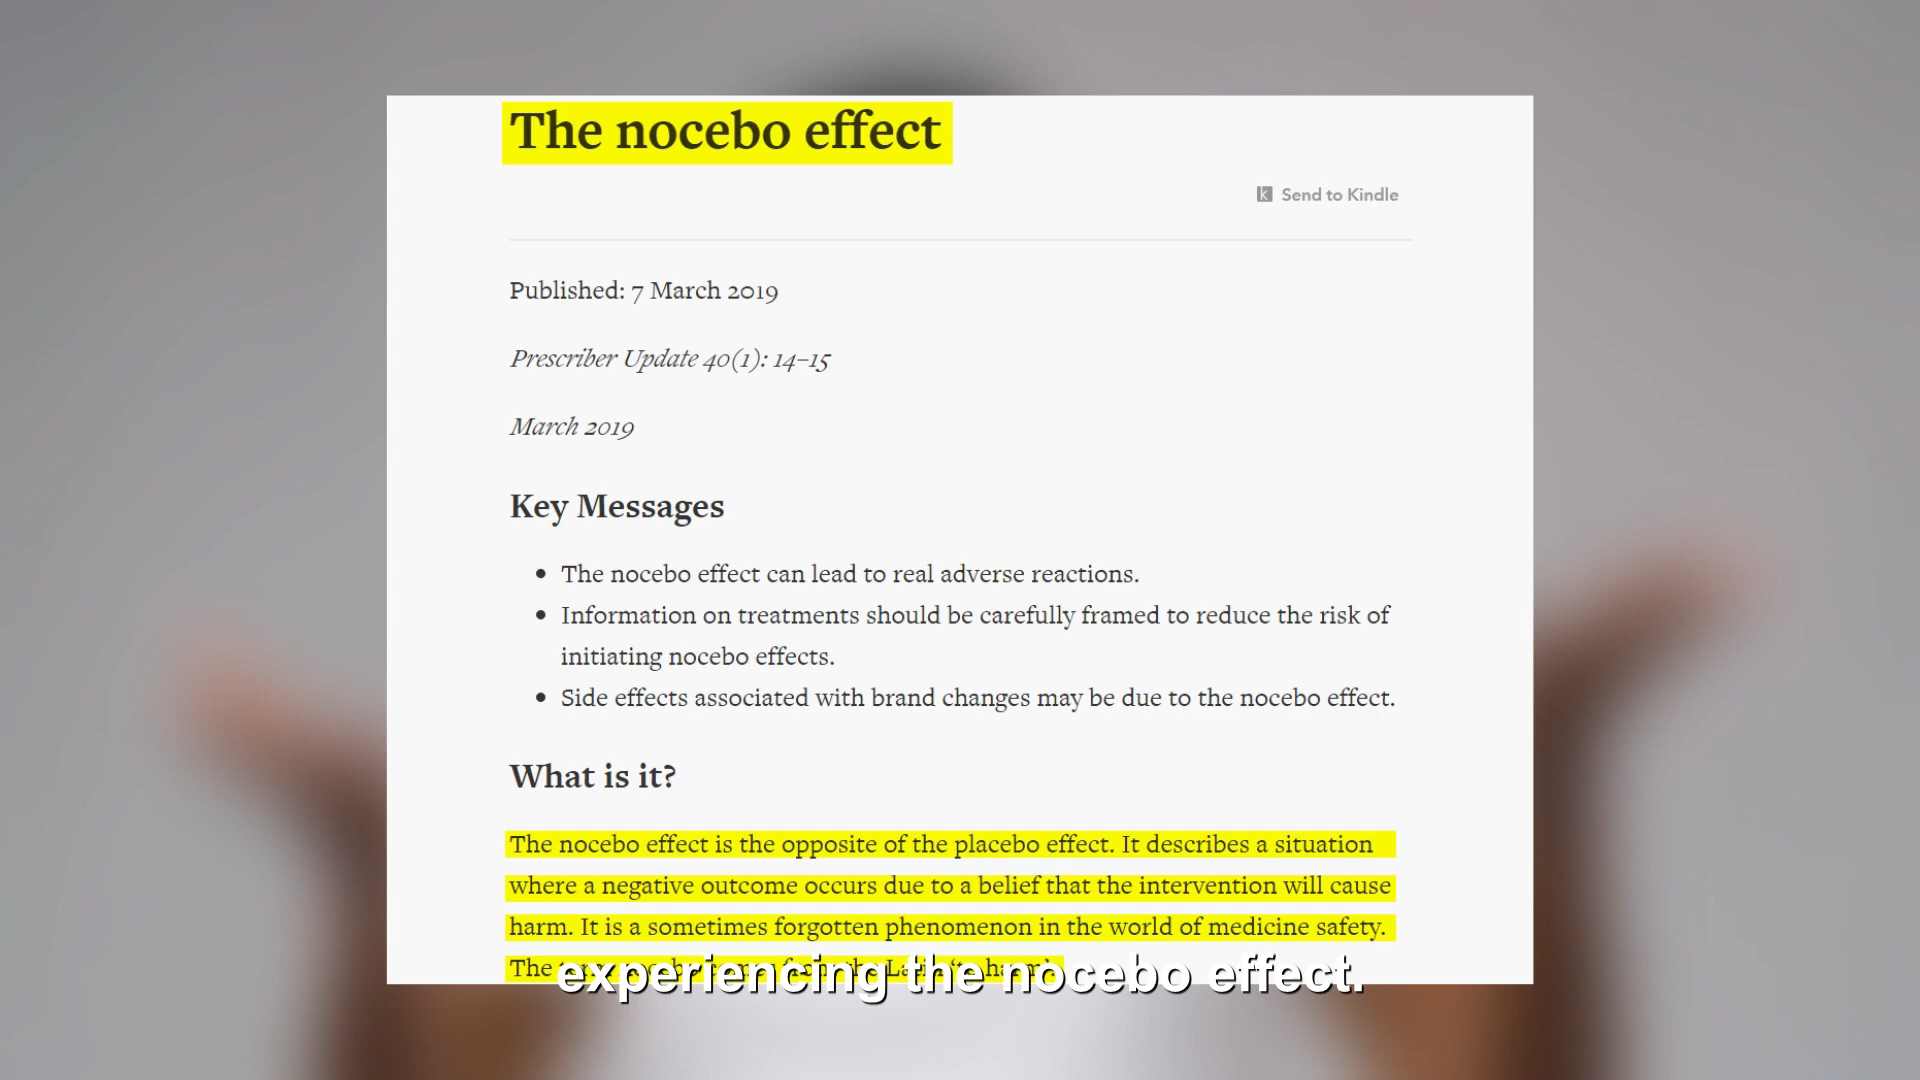 The nocebo effect
Send to Kindle
Published: 7 March 2019
Prescriber Update 40(1): 14–15
March 2019
Key Messages
• The nocebo effect can lead to real adverse reactions.
• Information on treatments should be carefully framed to reduce the risk of
initiating nocebo effects.
• Side effects associated with brand changes may be due to the nocebo effect.
What is it?
The nocebo effect is the opposite of the placebo effect. It describes a situation
where a negative outcome occurs due to a belief that the intervention will cause
harm. It is a sometimes forgotten phenomenon in the world of medicine safety.
The
experiencing the nocebo effect.